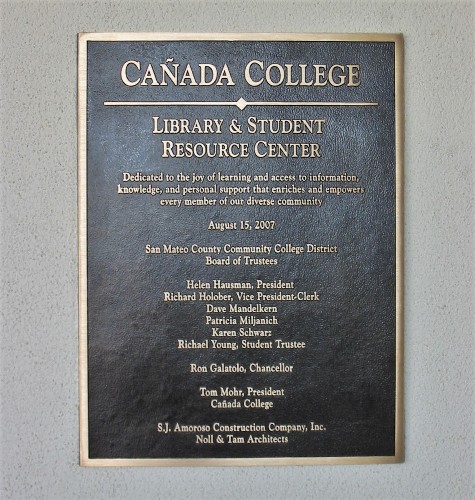 CAÑADA COLLEGE
LIBRARY & STUDENT
RESOURCE CENTER
Dedicated to the joy of learning and access to information,
knowledge, and personal support that enriches and empowers
every member of our diverse community
August 15, 2007
San Mateo County Community College District
Board of Trustees
Helen Hausman, President
Richard Holober, Vice President-Clerk
Dave Mandelkern
Patricia Miljanich
Karen Schwarz
Richael Young, Student Trustee
Ron Galatolo, Chancellor
Tom Mohr, President
Cañada College
S.J. Amoroso Construction Company, Inc.
Noll & Tam Architects